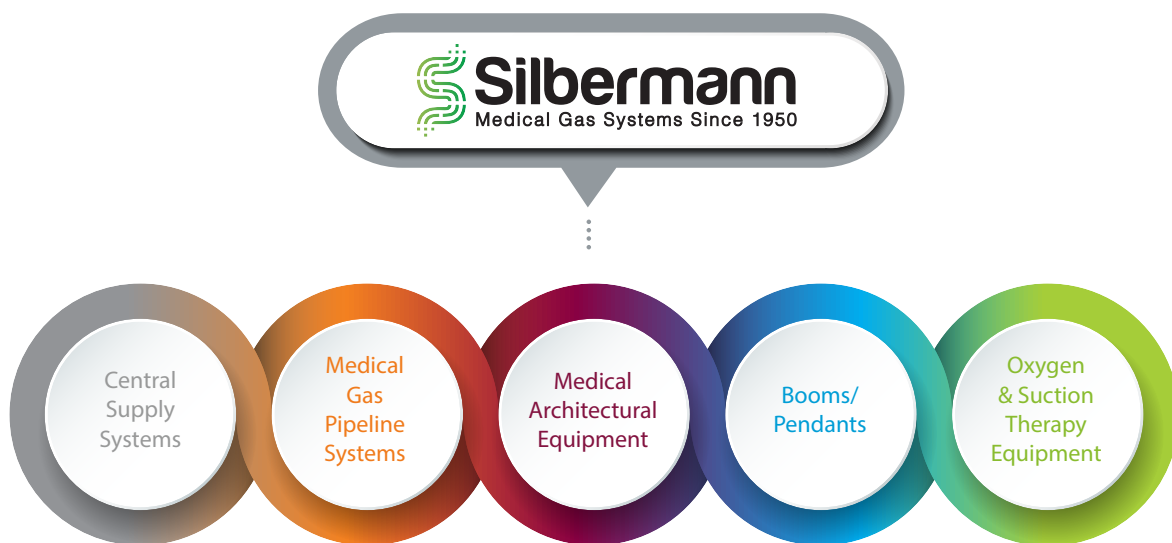 Silbermann
Medical Gas Systems Since 1950
Central
Supply
Systems
Medical
Gas
Pipeline
Systems
Medical
Architectural
Equipment
Booms/
Pendants
Oxygen
& Suction
Therapy
Equipment